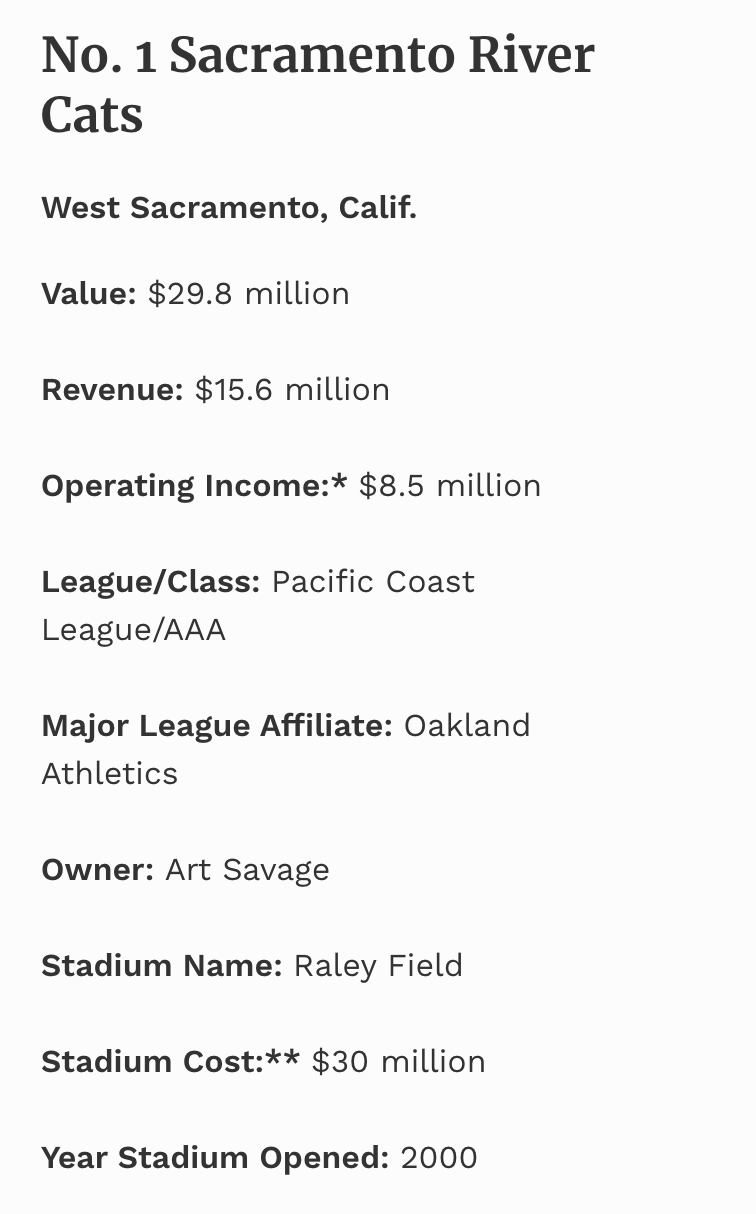 No. 1 Sacramento River
Cats
West Sacramento, Calif.
Value: $29.8 million
Revenue: $15.6 million
Operating Income:* $8.5 million
League/Class: Pacific Coast
League/AAA
Major League Affiliate: Oakland
Athletics
Owner: Art Savage
Stadium Name: Raley Field
Stadium Cost:** $30 million
Year Stadium Opened: 2000